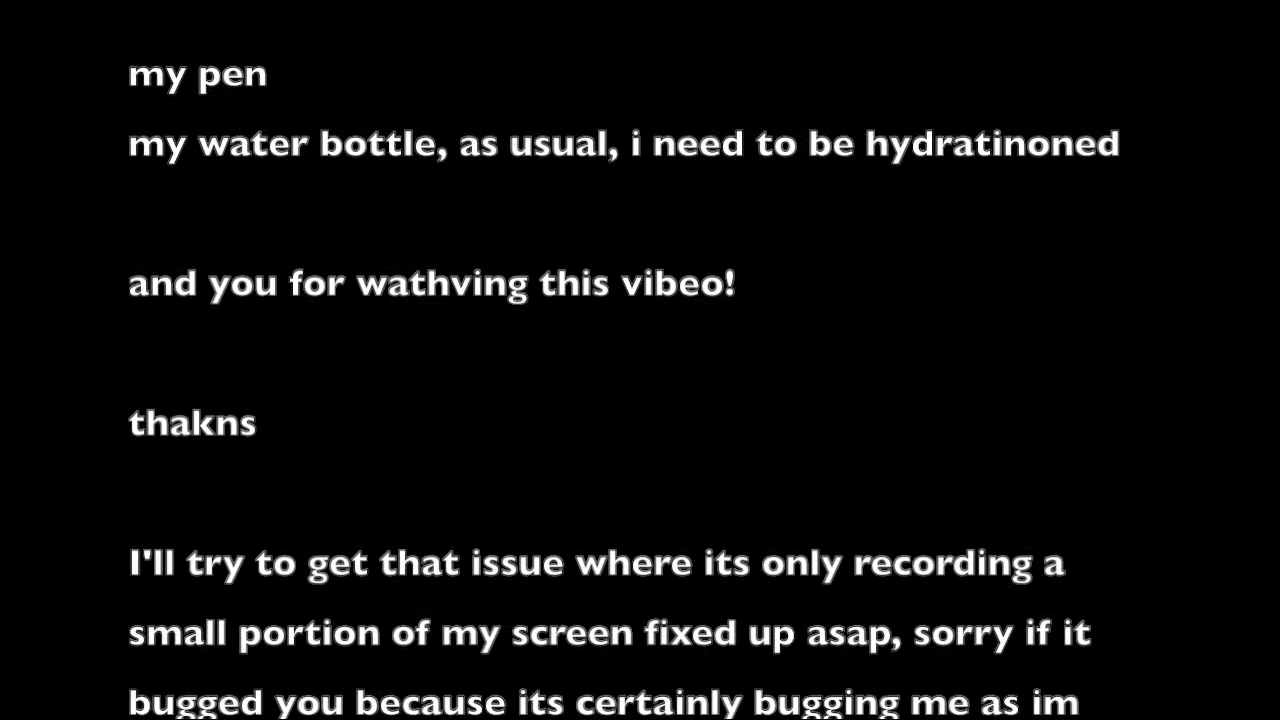 my pen
my water bottle, as usual, i need to be hydratinoned
and you for wathving this vibeo!
thakns
I'll try to get that issue where its only recording a
small portion of my screen fixed up asap, sorry if it
bugged you because its certainly bugging me as im